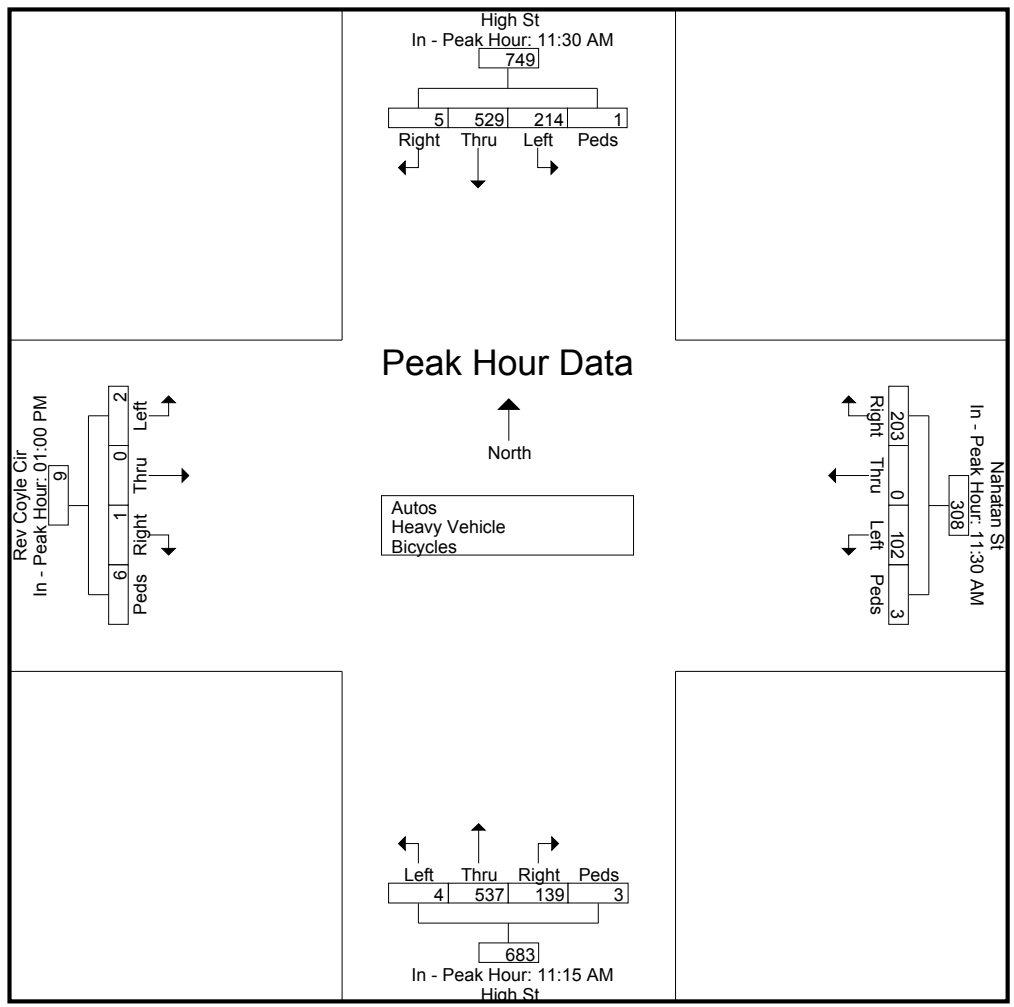 High St
In - Peak Hour: 11:30 AM
749
5 529 214 1
Right Thru Left Peds
Peak Hour Data
North
Autos
Heavy Vehicle
Bicycles
Rev Coyle Cir
In - Peak Hour: 01:00 PM
9
2 0 1 6
Left Thru Right Peds
Nahatan St
In - Peak Hour: 11:30 AM
308
203 0 102 3
Right Thru Left Peds
Left Thru Right Peds
4 537 139 3
683
In - Peak Hour: 11:15 AM
High St